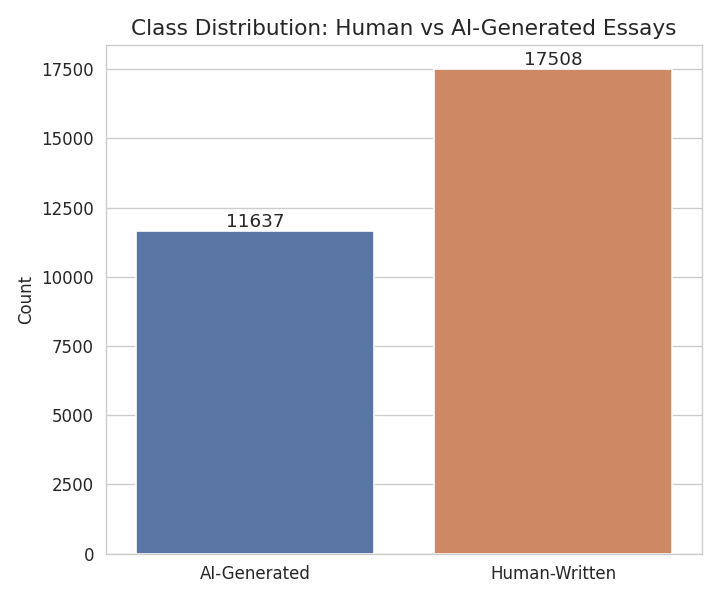 Class Distribution: Human vs AI-Generated Essays
17508
17500
15000
12500
11637
10000
7500
5000
2500
0
Count
AI-Generated
Human-Written